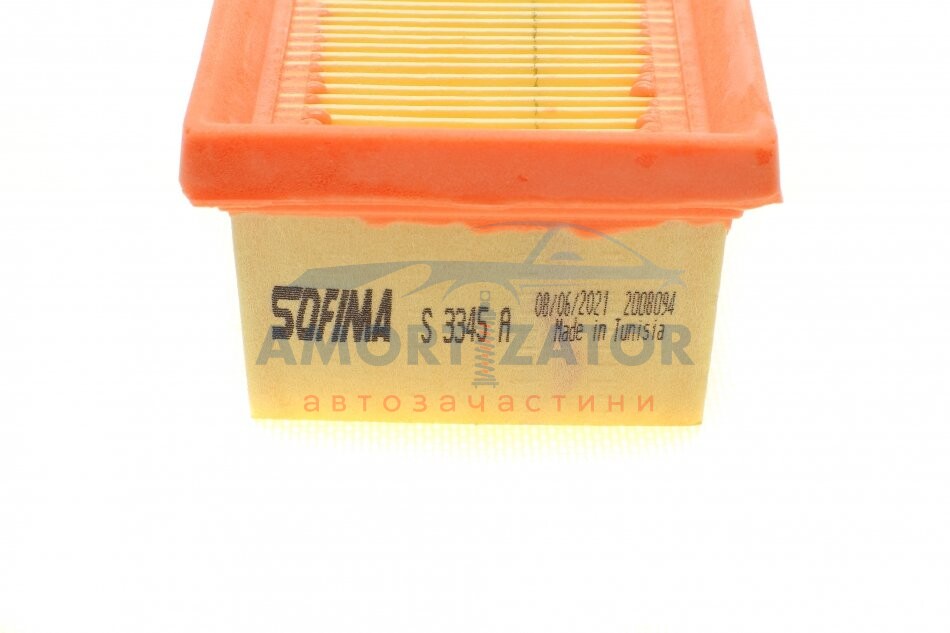 SOFIMA S 3345 A 08/06/2021 2008094
Made in Tunisia
AMORTIZATOR
автозачастини